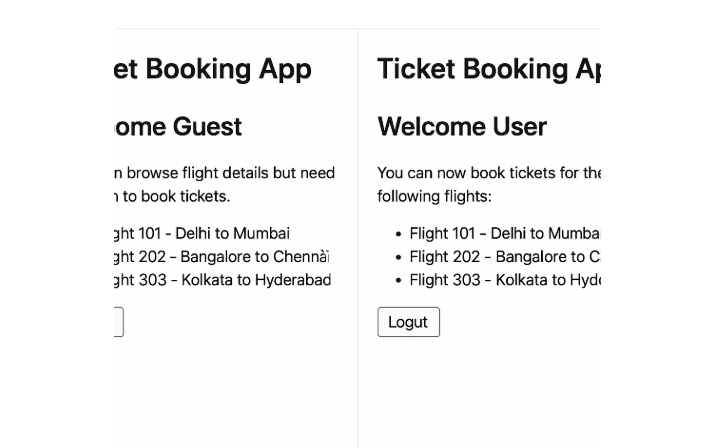 et Booking App
ome Guest
n browse flight details but need
n to book tickets.
ght 101 - Delhi to Mumbai
ght 202 - Bangalore to Chennàï
ght 303 - Kolkata to Hyderabad
Ticket Booking Ap
Welcome User
You can now book tickets for the
following flights:
• Flight 101 - Delhi to Mumba
• Flight 202 - Bangalore to C
• Flight 303 - Kolkata to Hyde
Logut